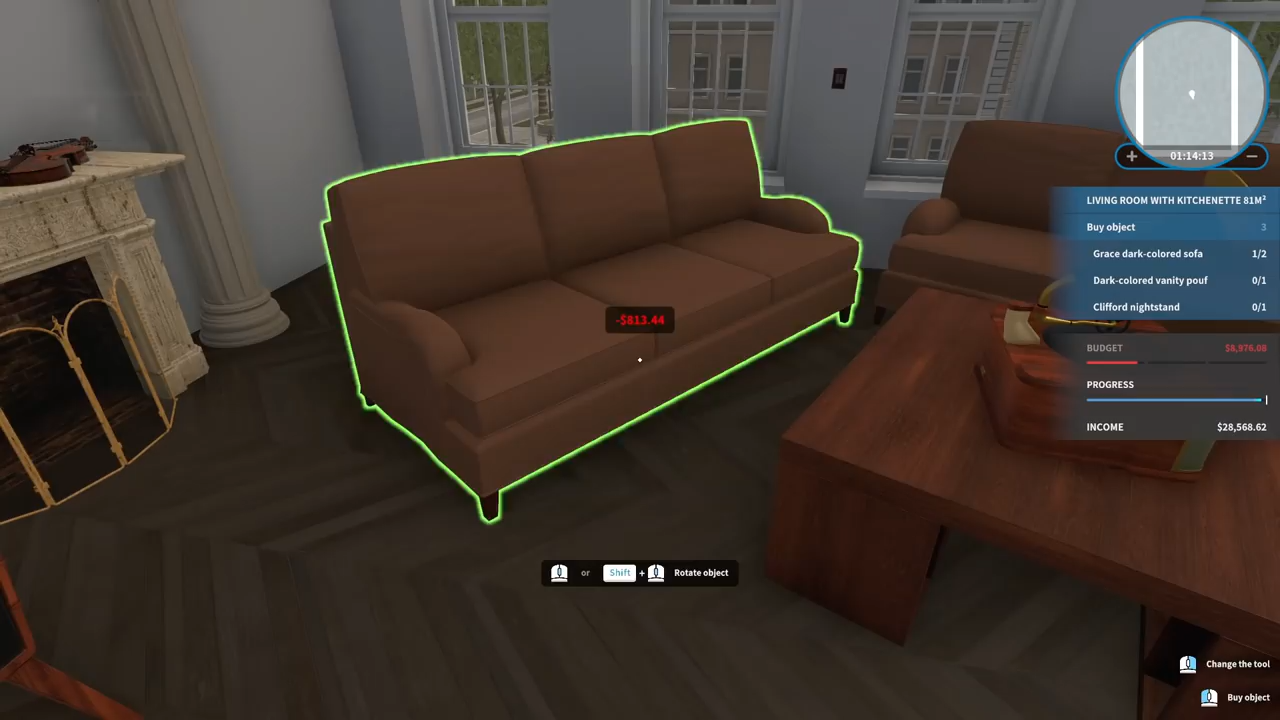 01:14:13
LIVING ROOM WITH KITCHENETTE 81M²
Buy object 3
Grace dark-colored sofa 1/2
Dark-colored vanity pouf 0/1
Clifford nightstand 0/1
-$813.44
BUDGET $8,976.08
PROGRESS
INCOME $28,568.62
or Shift + Rotate object
Change the tool
Buy object